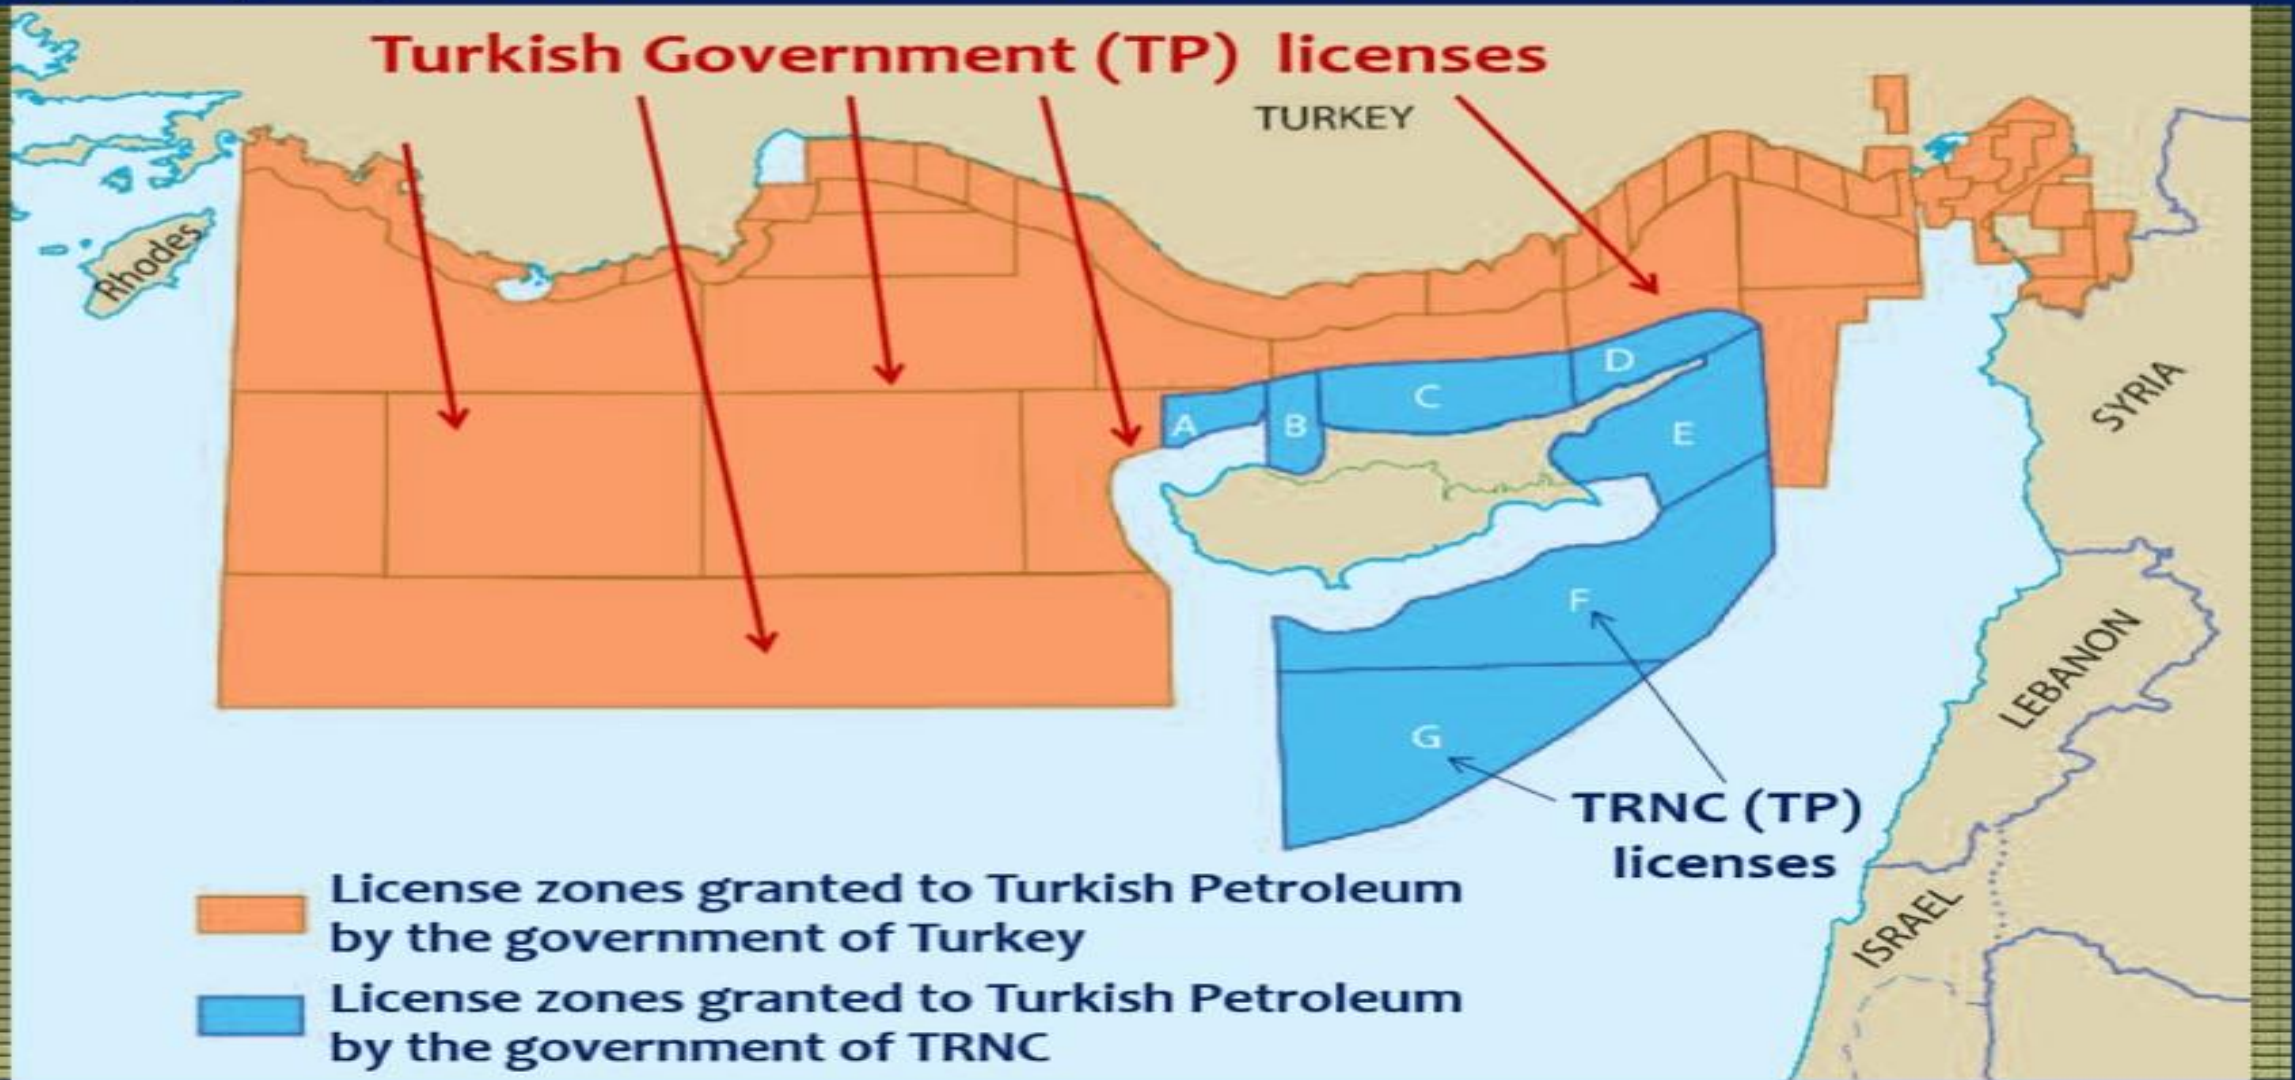 Turkish Government (TP) licenses
TURKEY
Rhodes
A
B
C
D
E
SYRIA
F
LEBANON
G
TRNC (TP)
licenses
ISRAEL
License zones granted to Turkish Petroleum
by the government of Turkey
License zones granted to Turkish Petroleum
by the government of TRNC